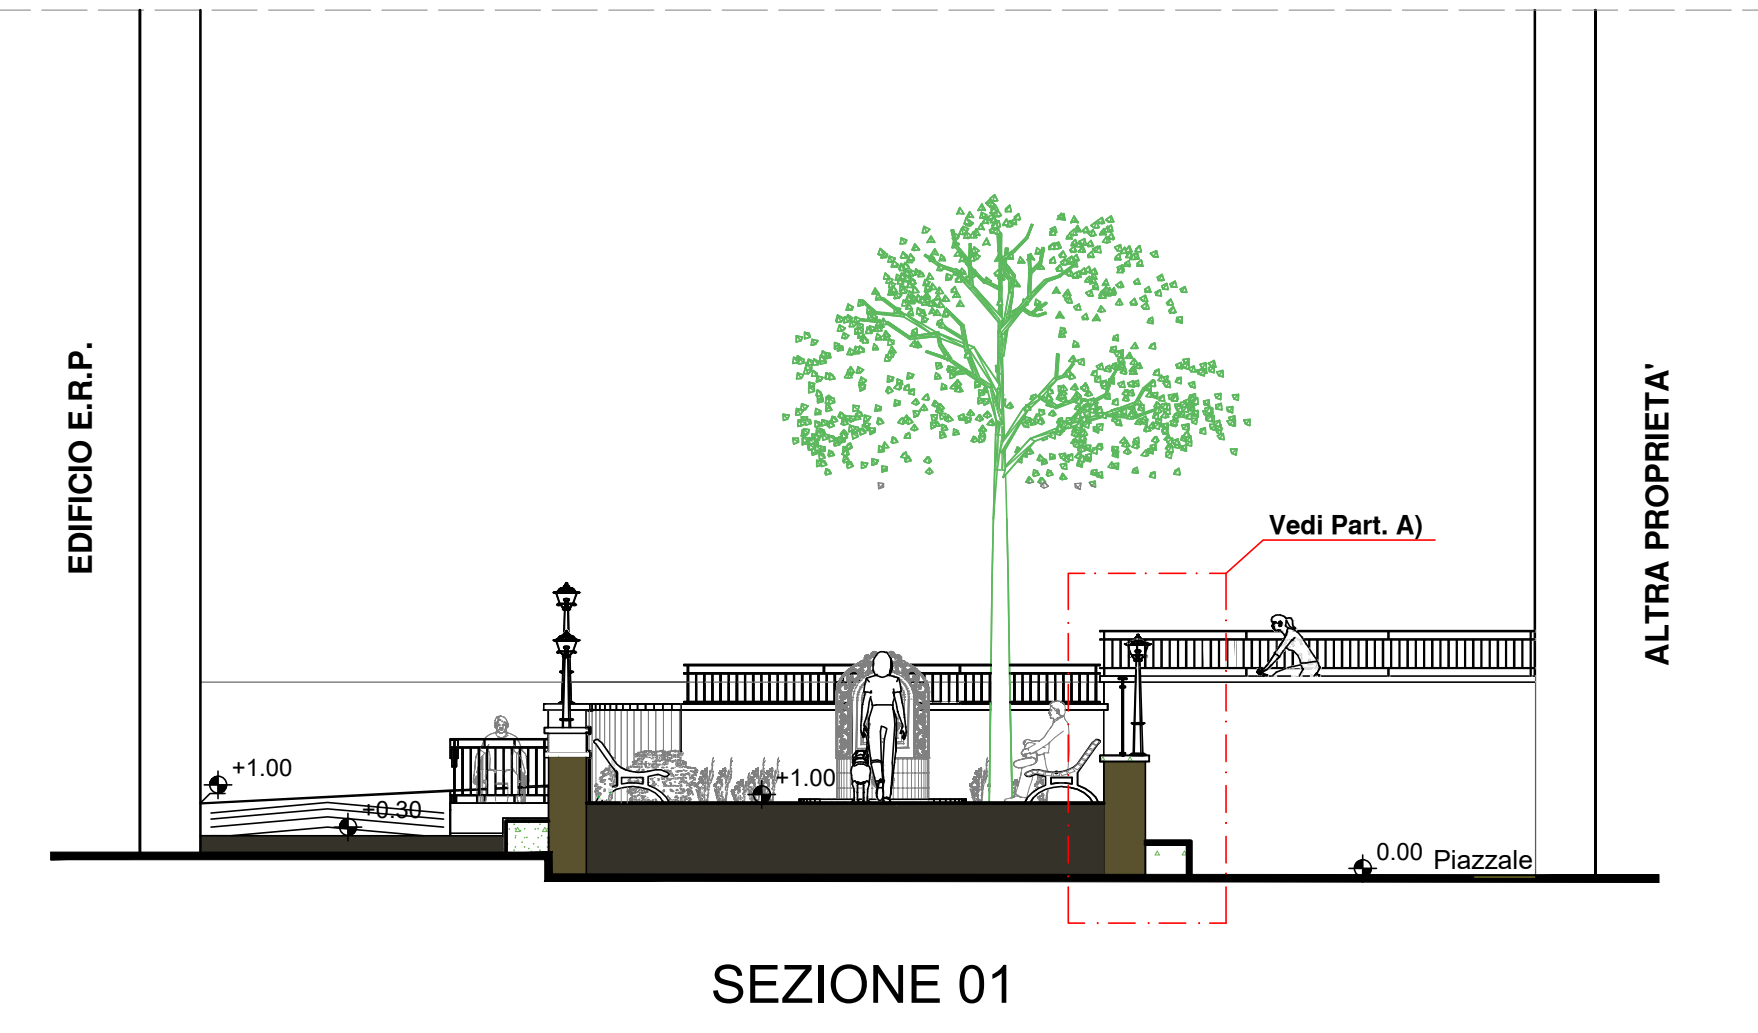 EDIFICIO E.R.P.
ALTRA PROPRIETA'
Vedi Part. A)
+1.00
+0.30
+1.00
0.00 Piazzale
SEZIONE 01